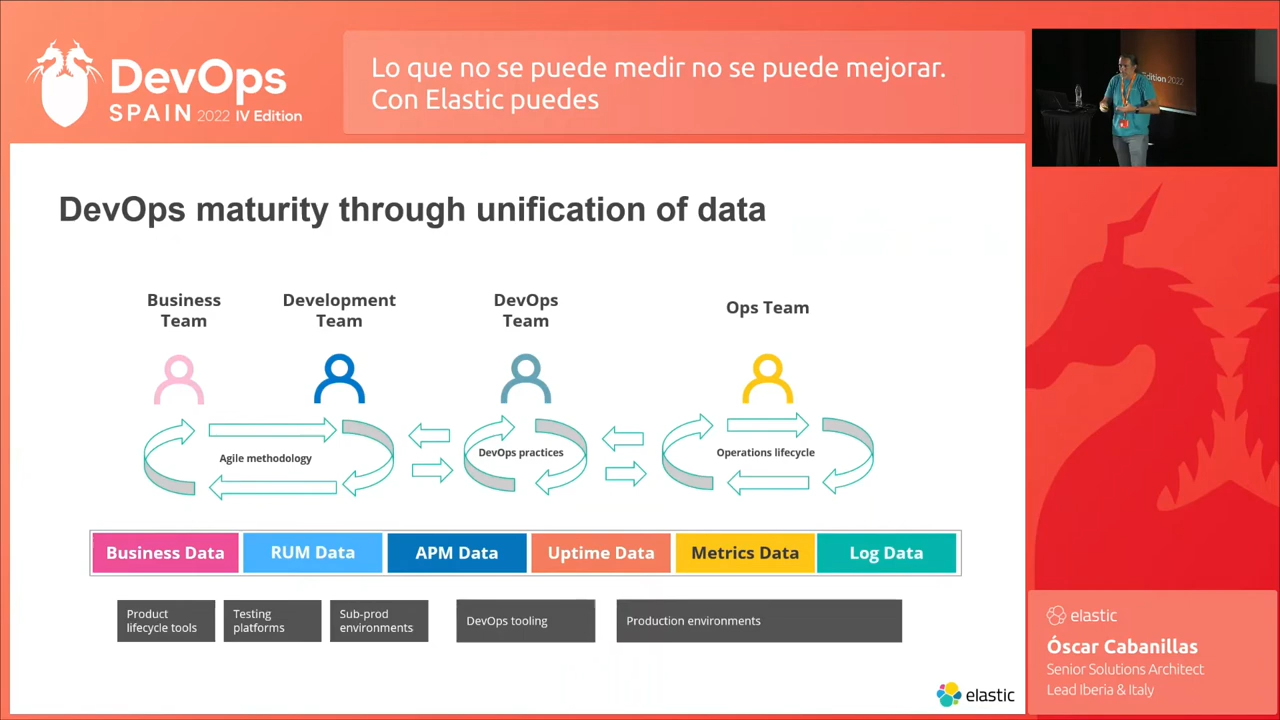 DevOps
SPAIN 2022 IV Edition
Lo que no se puede medir no se puede mejorar.
Con Elastic puedes
Edition 2022
DevOps maturity through unification of data
Business
Team
Development
Team
DevOps
Team
Ops Team
Agile methodology
DevOps practices
Operations lifecycle
Business Data
RUM Data
APM Data
Uptime Data
Metrics Data
Log Data
Product
lifecycle tools
Testing
platforms
Sub-prod
environments
DevOps tooling
Production environments
elastic
elastic
Óscar Cabanillas
Senior Solutions Architect
Lead Iberia & Italy